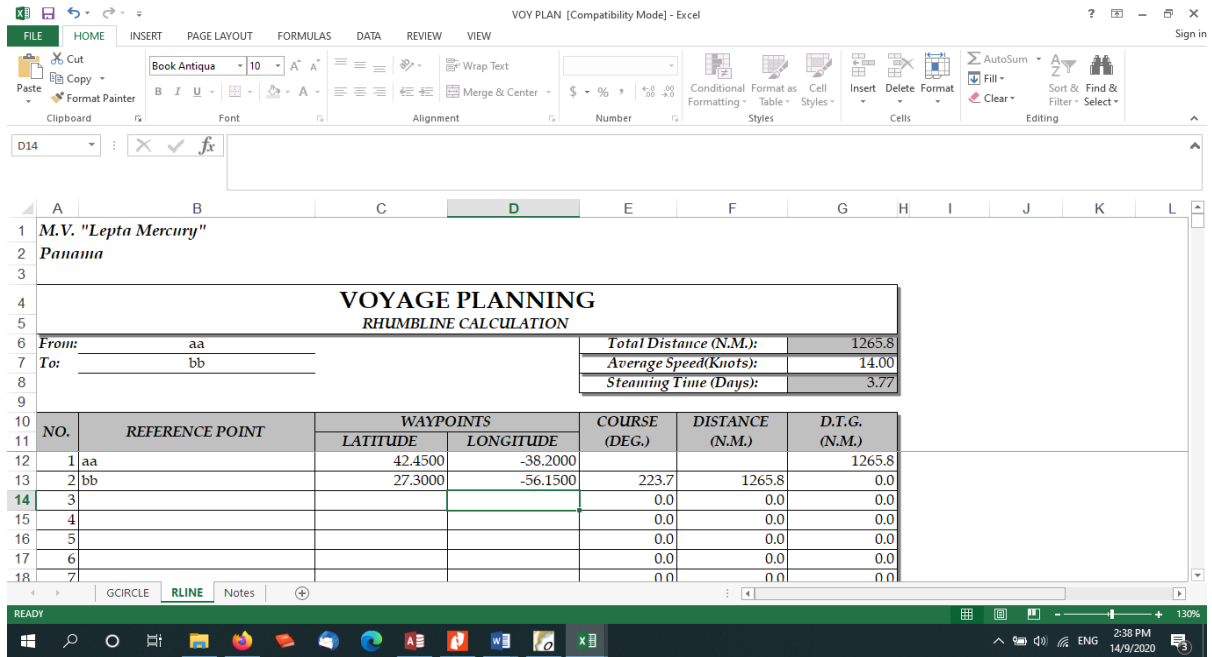 VOY PLAN [Compatibility Mode] - Excel
? 
FILE HOME INSERT PAGE LAYOUT FORMULAS DATA REVIEW VIEW Sign in
Paste Cut Copy Format Painter
Book Antiqua 10 A A
B I U A
Wrap Text
Merge & Center
$ % , .00 .0
Conditional Formatting Format as Table Cell Styles
Insert Delete Format
AutoSum Fill Clear
Sort & Filter Find & Select
Clipboard Font Alignment Number Styles Cells Editing
D14 fx
A B C D E F G H I J K L
1 M.V. "Lepta Mercury"
2 Panama
3
4 VOYAGE PLANNING
5 RHUMBLINE CALCULATION
6 From: aa Total Distance (N.M.): 1265.8
7 To: bb Average Speed(Knots): 14.00
8 Steaming Time (Days): 3.77
9
10 NO. REFERENCE POINT WAYPOINTS COURSE DISTANCE D.T.G.
11 LATITUDE LONGITUDE (DEG.) (N.M.) (N.M.)
12 1 aa 42.4500 -38.2000 1265.8
13 2 bb 27.3000 -56.1500 223.7 1265.8 0.0
14 3 0.0 0.0 0.0
15 4 0.0 0.0 0.0
16 5 0.0 0.0 0.0
17 6 0.0 0.0 0.0
18 7 0.0 0.0 0.0
GCIRCLE RLINE Notes
READY 130%
ENG 2:38 PM
14/9/2020 3